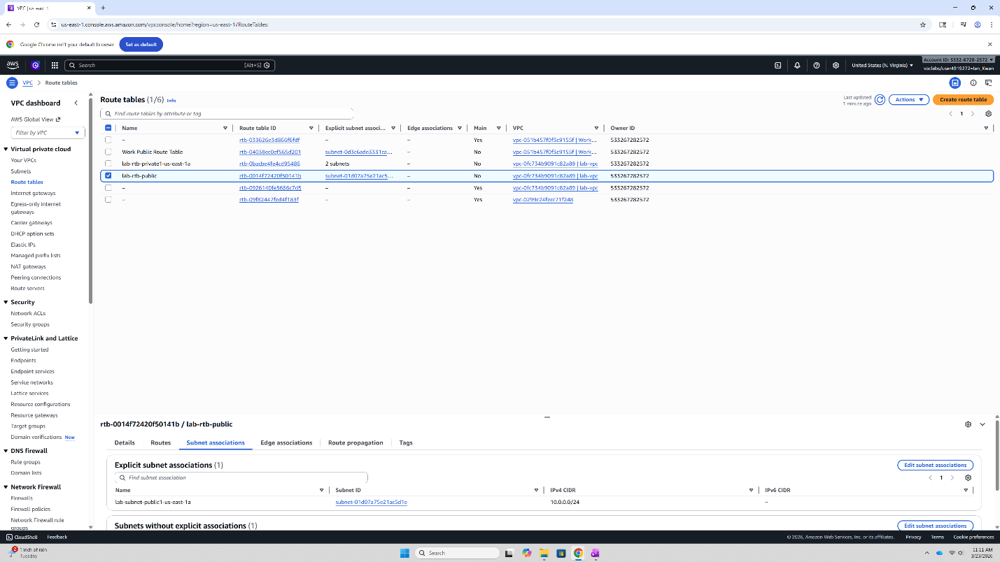 VPC | us-east-1
us-east-1.console.aws.amazon.com/vpcconsole/home?region=us-east-1#RouteTables:
Google Chrome isn't your default browser
Set as default
aws
Search
[Alt+S]
United States (N. Virginia)
Account ID: 5332-6728-2572
voclabs/user4919272=Ian_Kwan
VPC
Route tables
VPC dashboard
AWS Global View
Filter by VPC
Virtual private cloud
Your VPCs
Subnets
Route tables
Internet gateways
Egress-only internet
gateways
Carrier gateways
DHCP option sets
Elastic IPs
Managed prefix lists
NAT gateways
Peering connections
Route servers
Security
Network ACLs
Security groups
PrivateLink and Lattice
Getting started
Endpoints
Endpoint services
Service networks
Lattice services
Resource configurations
Resource gateways
Target groups
Domain verifications New
DNS firewall
Rule groups
Domain lists
Network Firewall
Firewalls
Firewall policies
Network Firewall rule
groups
Route tables (1/6) Info
Last updated
1 minute ago
Actions
Create route table
Find route tables by attribute or tag
1
Name Route table ID Explicit subnet associ... Edge associations Main VPC Owner ID
– rtb-033626e3d866f6fdf – – Yes vpc-051b457f0f3c9155f | Work... 533267282572
Work Public Route Table rtb-04038ec0ef565d201 subnet-0d3c6ade3331ca... – No vpc-051b457f0f3c9155f | Work... 533267282572
lab-rtb-private1-us-east-1a rtb-0bacbe4fe4cd95486 2 subnets – No vpc-0fc734b9091c82a89 | lab-vpc 533267282572
lab-rtb-public rtb-0014f72420f50141b subnet-01d07a75e21ac5... – No vpc-0fc734b9091c82a89 | lab-vpc 533267282572
– rtb-0926140fe5666c7d5 – – Yes vpc-0fc734b9091c82a89 | lab-vpc 533267282572
– rtb-09f82447fed4f183f – – Yes vpc-0299c24fecc71f248 533267282572
rtb-0014f72420f50141b / lab-rtb-public
Details Routes Subnet associations Edge associations Route propagation Tags
Explicit subnet associations (1)
Edit subnet associations
Find subnet association
1
Name Subnet ID IPv4 CIDR IPv6 CIDR
lab-subnet-public1-us-east-1a subnet-01d07a75e21ac5d1e 10.0.0.0/24 –
Subnets without explicit associations (1)
Edit subnet associations
CloudShell Feedback
© 2026, Amazon Web Services, Inc. or its affiliates. Privacy Terms Cookie preferences
2
1 inch of rain
Tuesday
Search
11:11 AM
3/23/2026